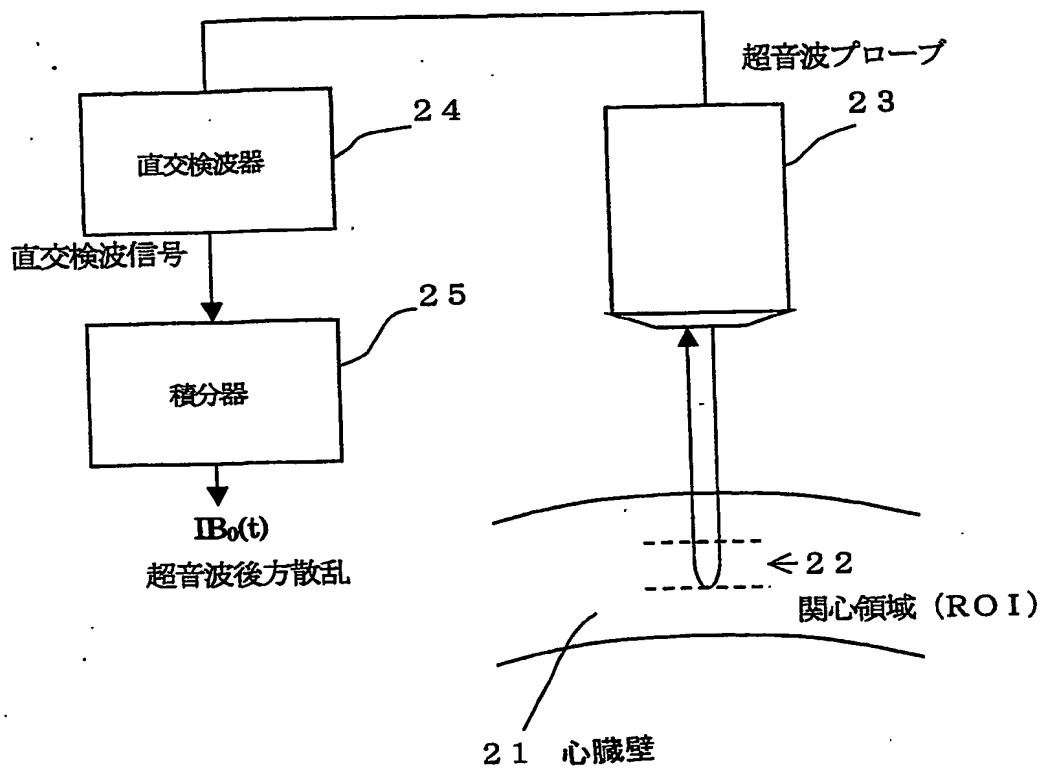 超音波プローブ
２３
２４
直交検波器
直交検波信号
２５
積分器
IB₀(t)
超音波後方散乱
２２
関心領域（ＲＯＩ）
２１　心臓壁